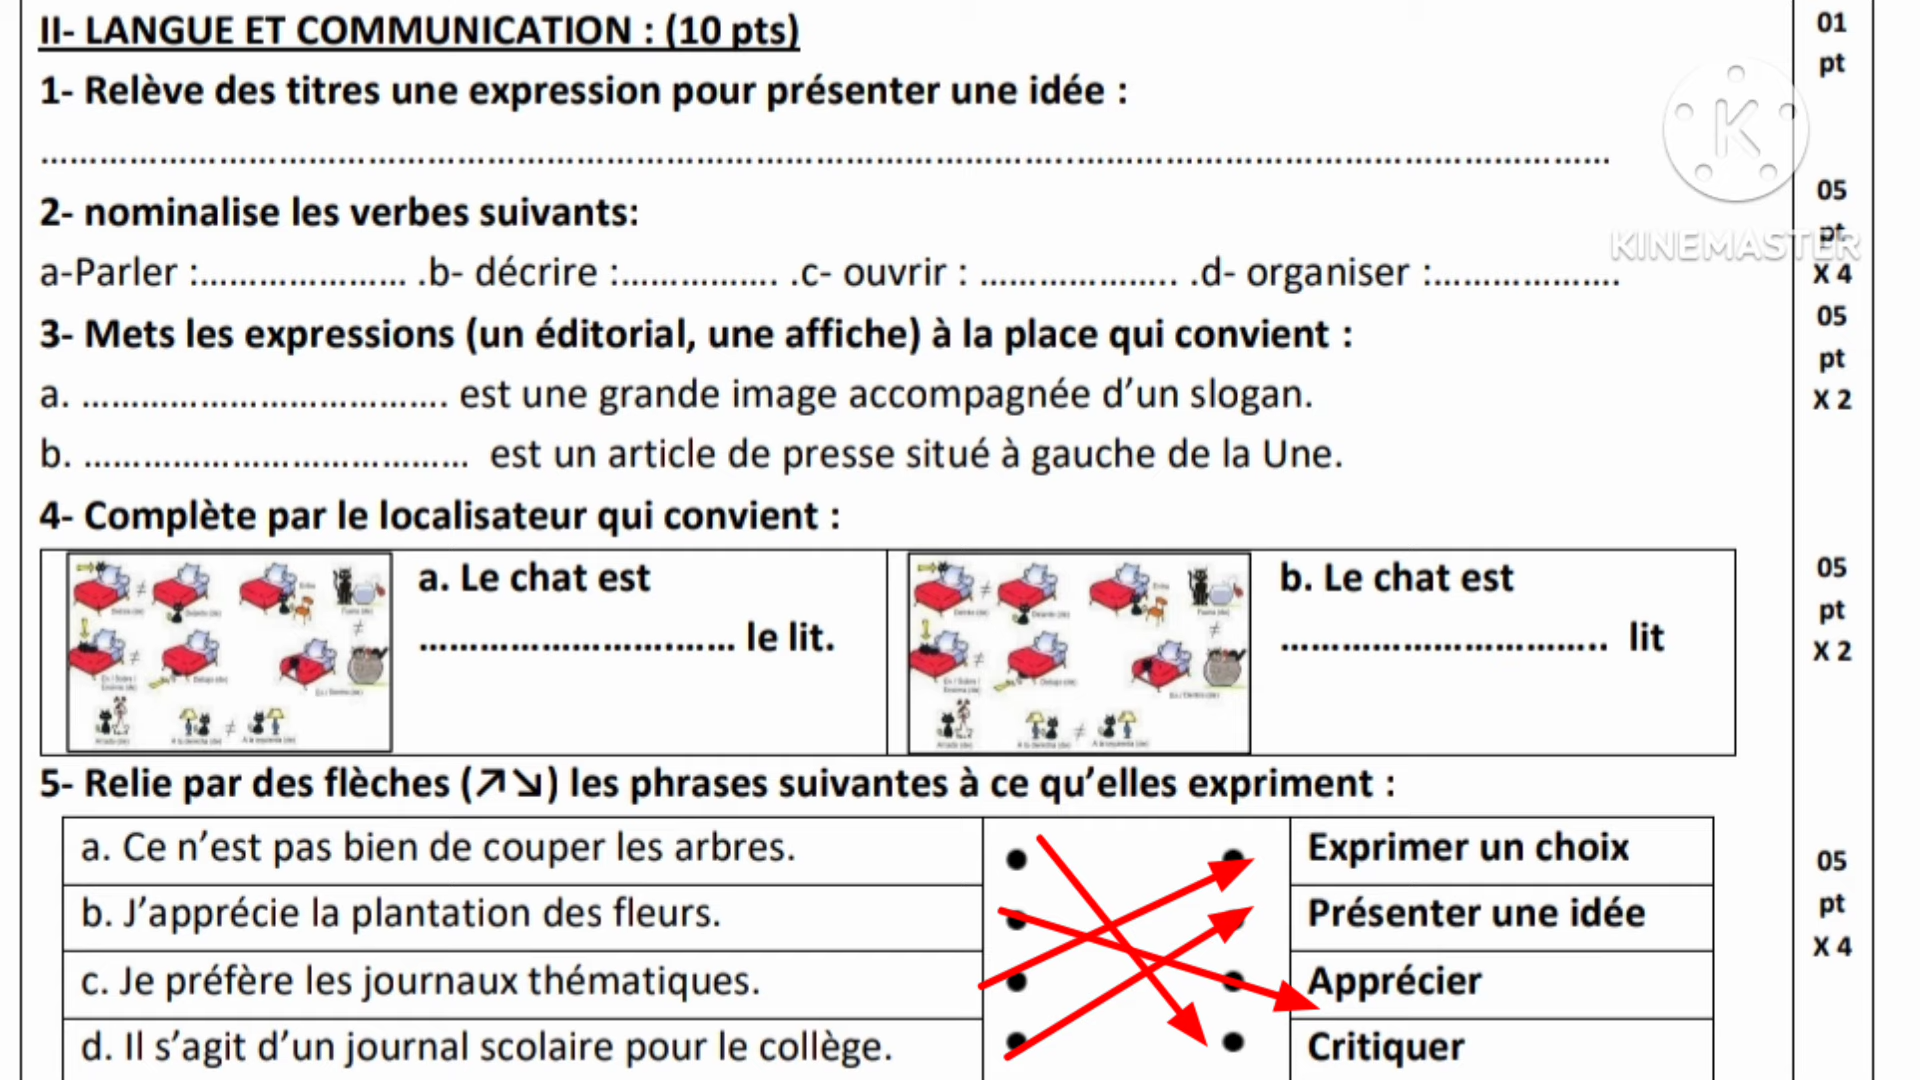 II- LANGUE ET COMMUNICATION : (10 pts)
01
pt
1- Relève des titres une expression pour présenter une idée :
K
…………………………………………………………………………………………………………
05
2- nominalise les verbes suivants:
pt
KINEMASTER
a-Parler :………………… .b- décrire :……………. .c- ouvrir : ……………….. .d- organiser :……………….
X 4
3- Mets les expressions (un éditorial, une affiche) à la place qui convient :
05
pt
a. ………………………………. est une grande image accompagnée d’un slogan.
X 2
b. ………………………………… est un article de presse situé à gauche de la Une.
4- Complète par le localisateur qui convient :
a. Le chat est
…………………………… le lit.
b. Le chat est
…………………………….. lit
05
pt
X 2
5- Relie par des flèches (↗↘) les phrases suivantes à ce qu’elles expriment :
a. Ce n’est pas bien de couper les arbres.
Exprimer un choix
b. J’apprécie la plantation des fleurs.
Présenter une idée
c. Je préfère les journaux thématiques.
Apprécier
d. Il s’agit d’un journal scolaire pour le collège.
Critiquer
05
pt
X 4